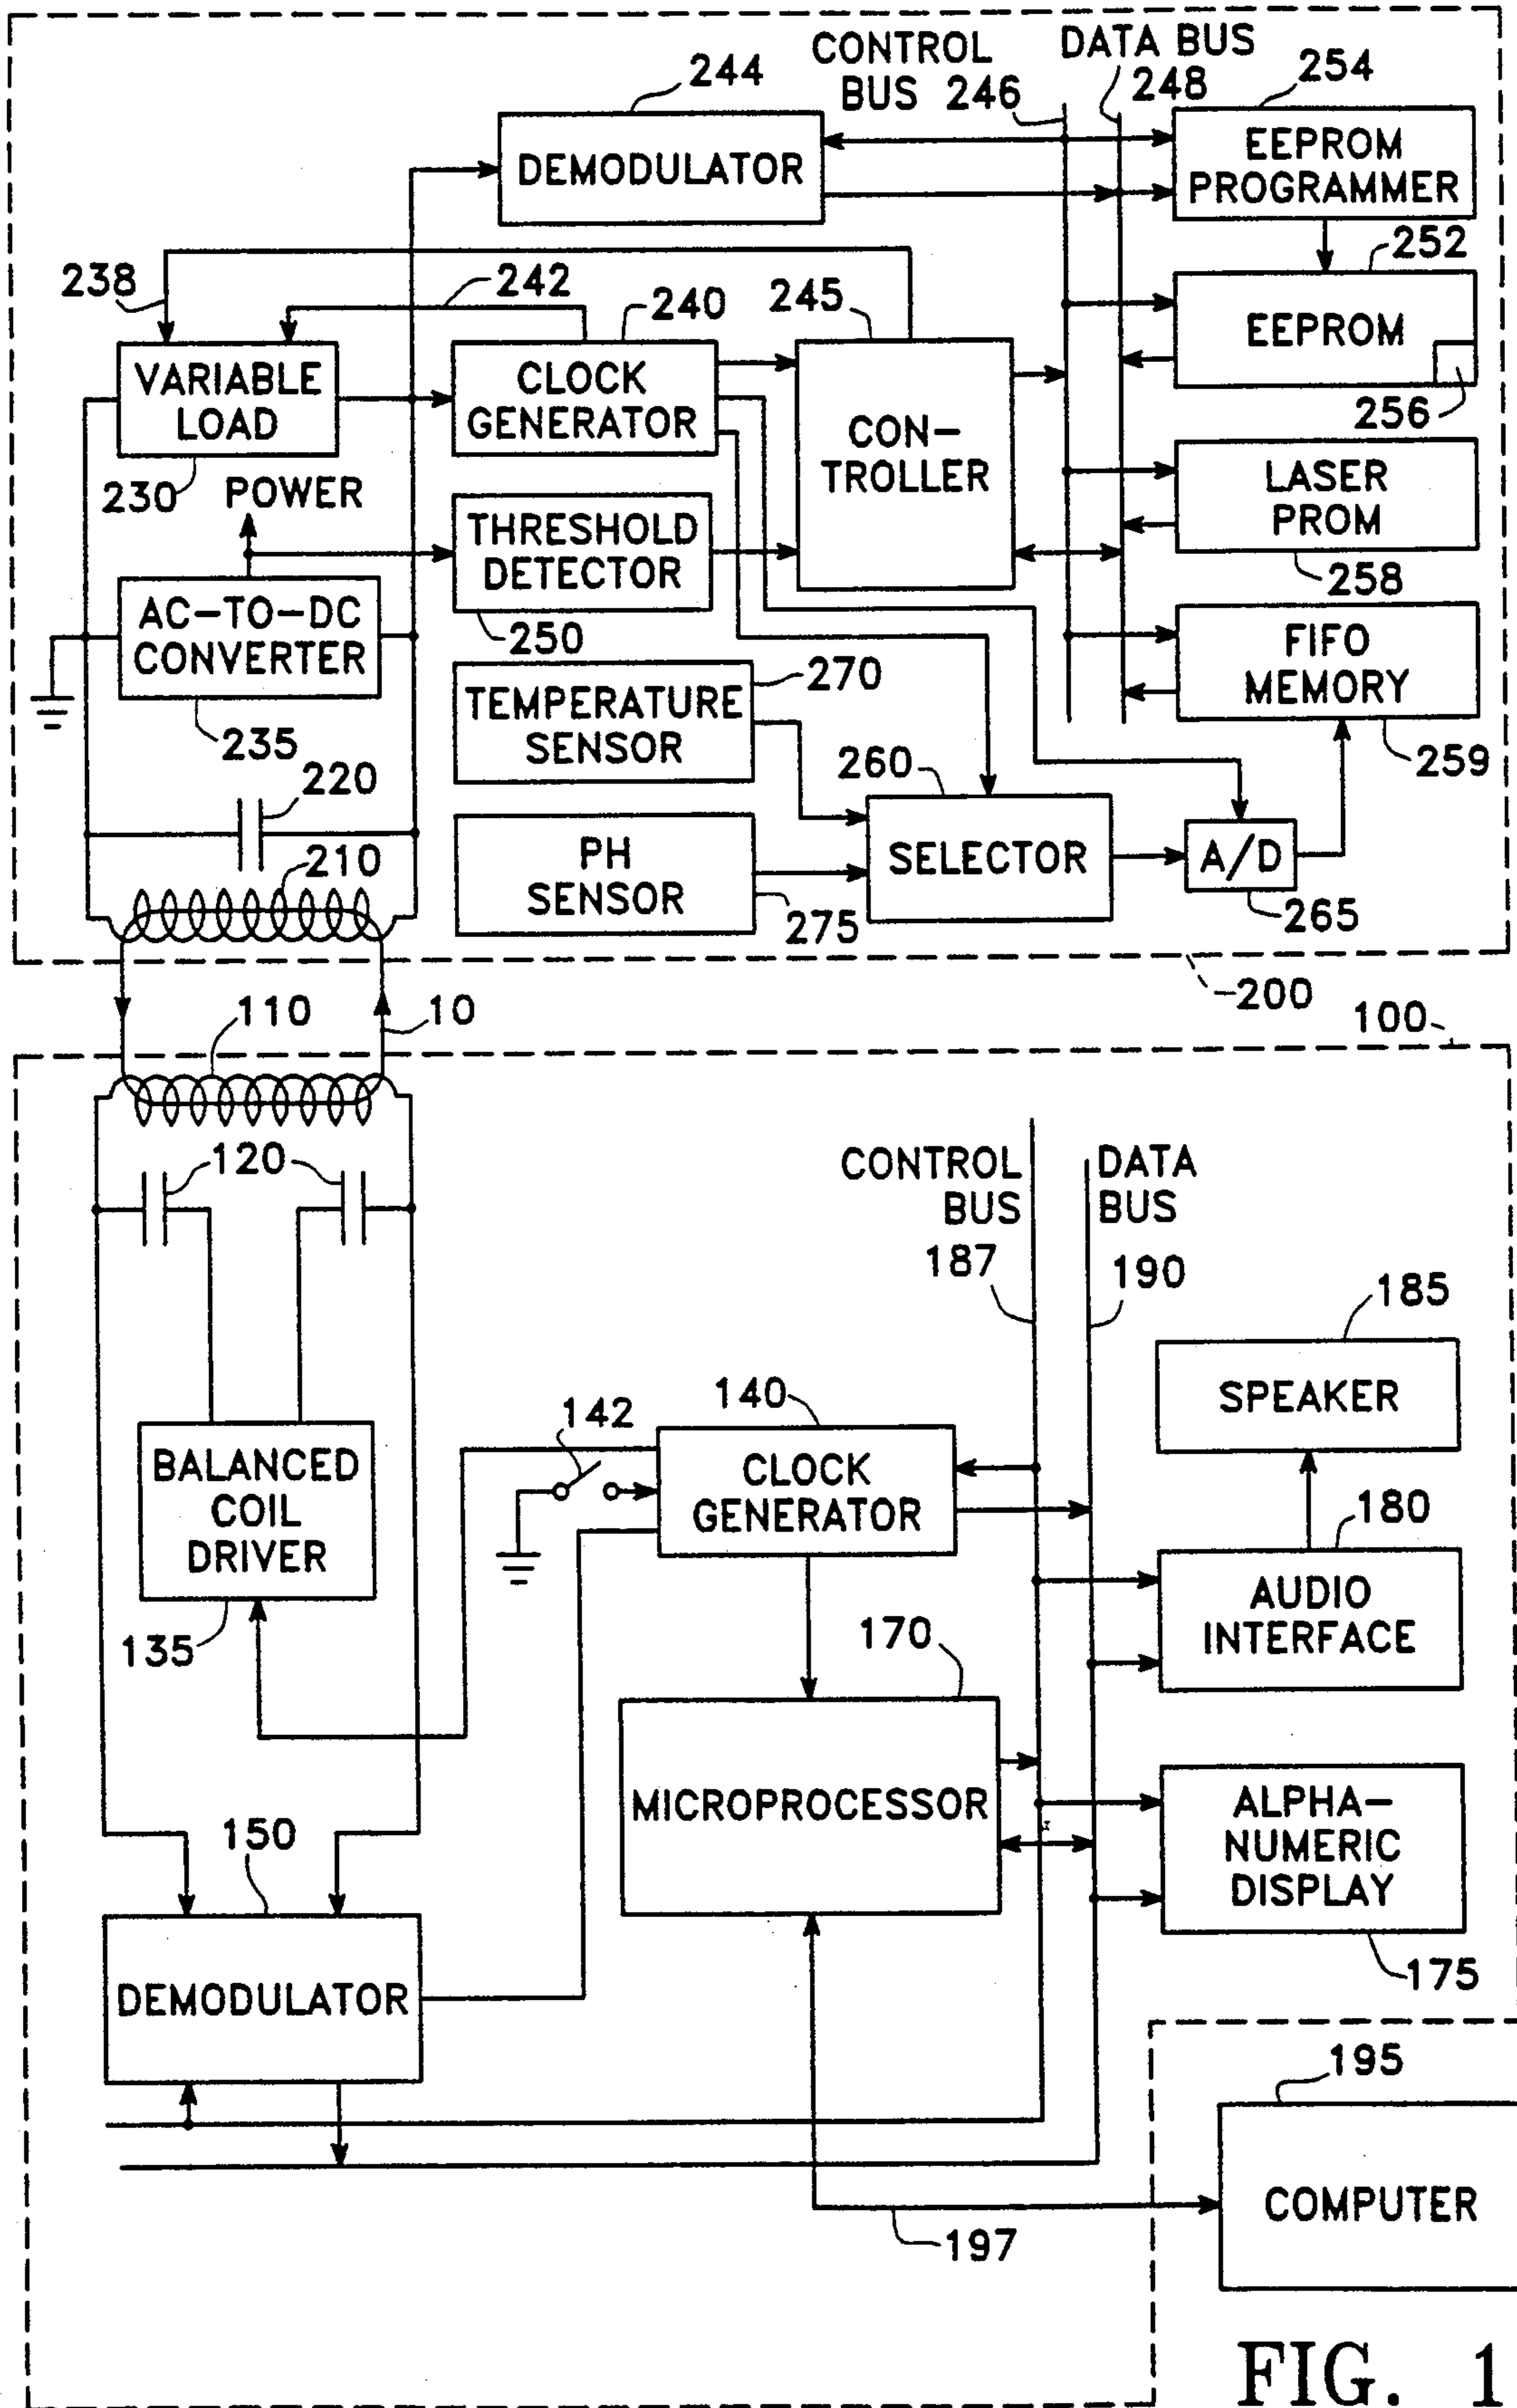 CONTROL
BUS 246
DATA BUS
248
244
254
DEMODULATOR
EEPROM
PROGRAMMER
238
242
240
245
252
VARIABLE
LOAD
CLOCK
GENERATOR
CON-
TROLLER
EEPROM
256
230
POWER
THRESHOLD
DETECTOR
LASER
PROM
258
AC-TO-DC
CONVERTER
250
FIFO
MEMORY
235
TEMPERATURE
SENSOR
270
260
259
220
210
PH
SENSOR
275
SELECTOR
A/D
265
200
110
10
100
120
CONTROL
BUS
187
DATA
BUS
190
185
SPEAKER
140
142
BALANCED
COIL
DRIVER
CLOCK
GENERATOR
180
135
170
AUDIO
INTERFACE
MICROPROCESSOR
ALPHA-
NUMERIC
DISPLAY
150
175
DEMODULATOR
195
COMPUTER
197
FIG. 1